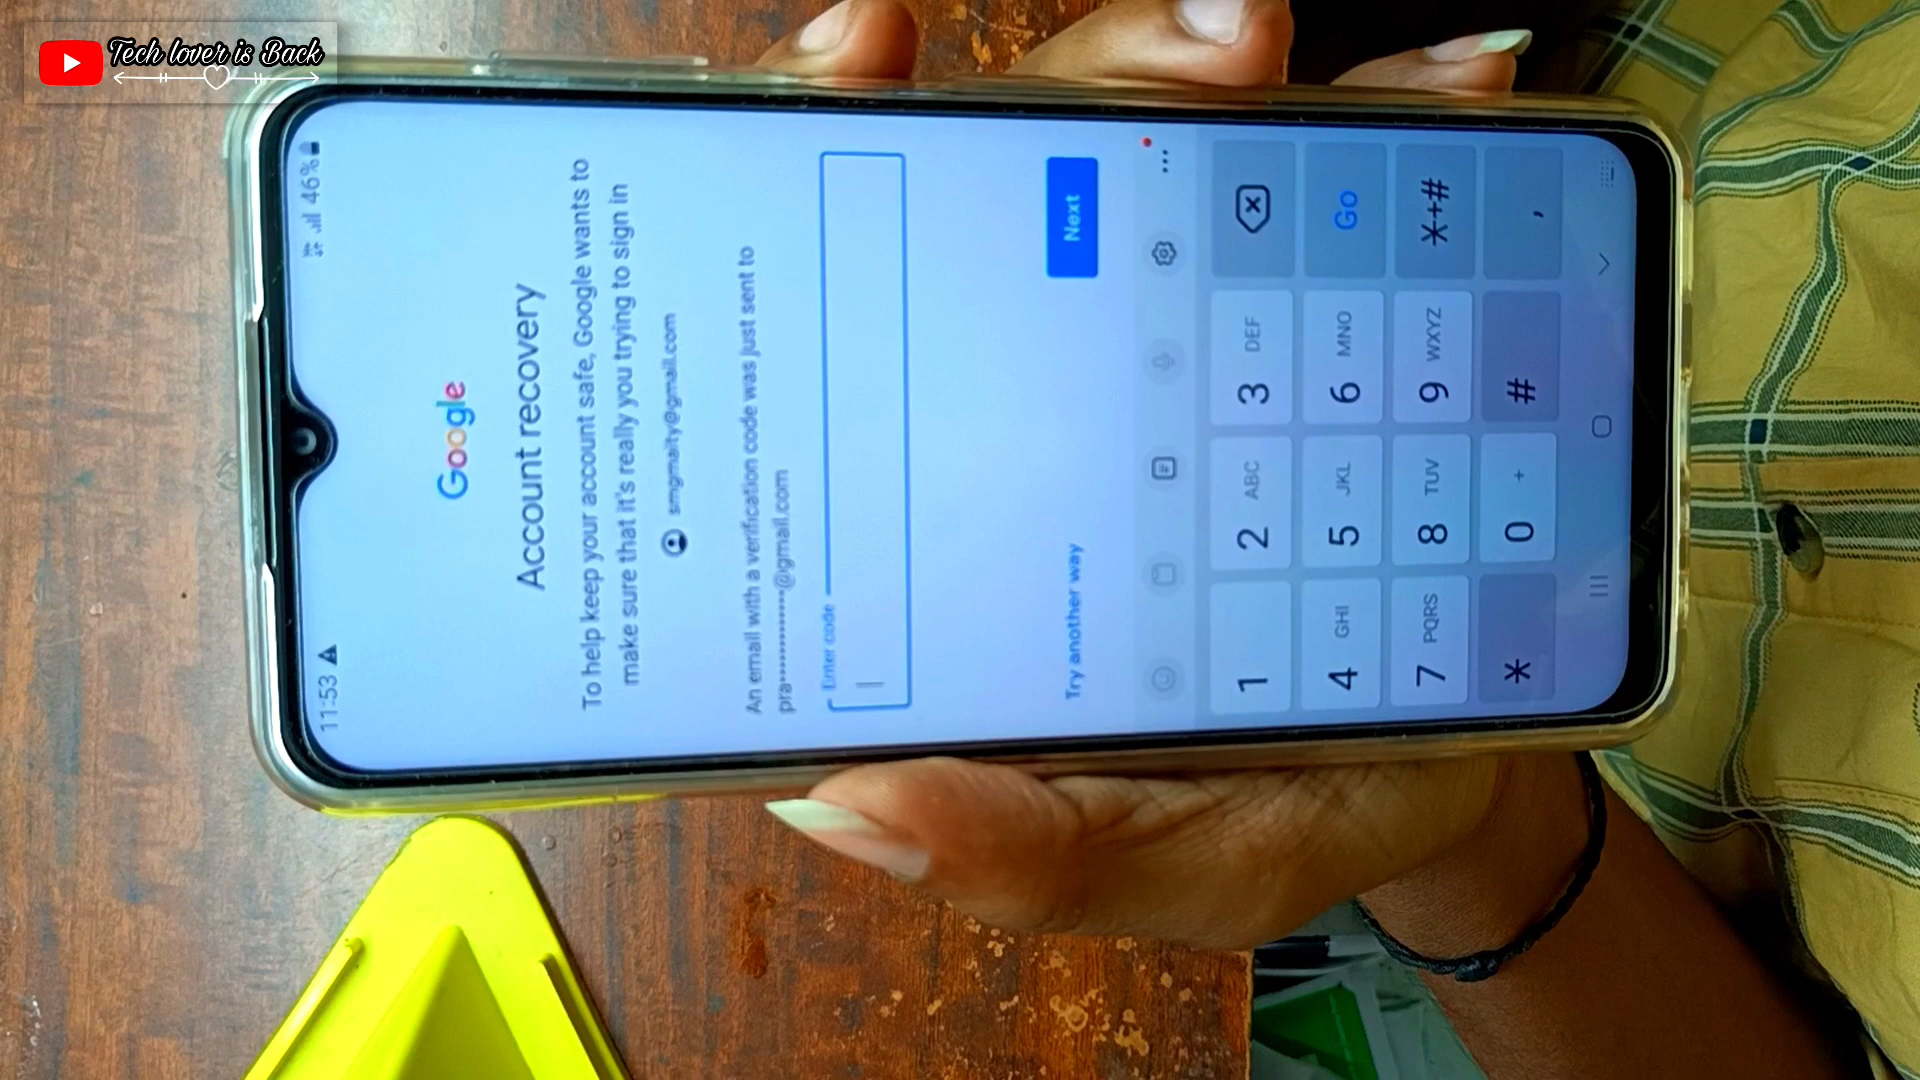 Tech lover is Back
11:53
46%
Google
Account recovery
To help keep your account safe, Google wants to
make sure that it's really you trying to sign in
smgmaity@gmail.com
An email with a verification code was just sent to
pra••••••••••••••@gmail.com
Enter code
Try another way
Next
1
2 ABC
3 DEF
4 GHI
5 JKL
6 MNO
Go
7 PQRS
8 TUV
9 WXYZ
*+#
*
0 +
#
,